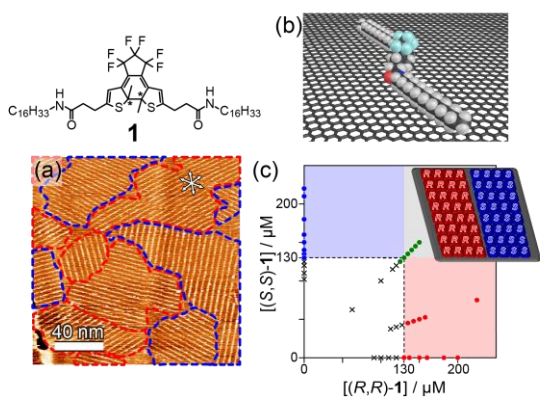 F F
F F
F F
H H
C16H33 N S * * S N C16H33
O O
1
(a)
40 nm
(b)
(c)
R R R R S S S S
R R R R S S S S
R R R R S S S S
R R R R S S S S
R R R R S S S S
R R R R S S S S
[(S,S)-1] / μM
200
130
0
0
130
200
[(R,R)-1] / μM